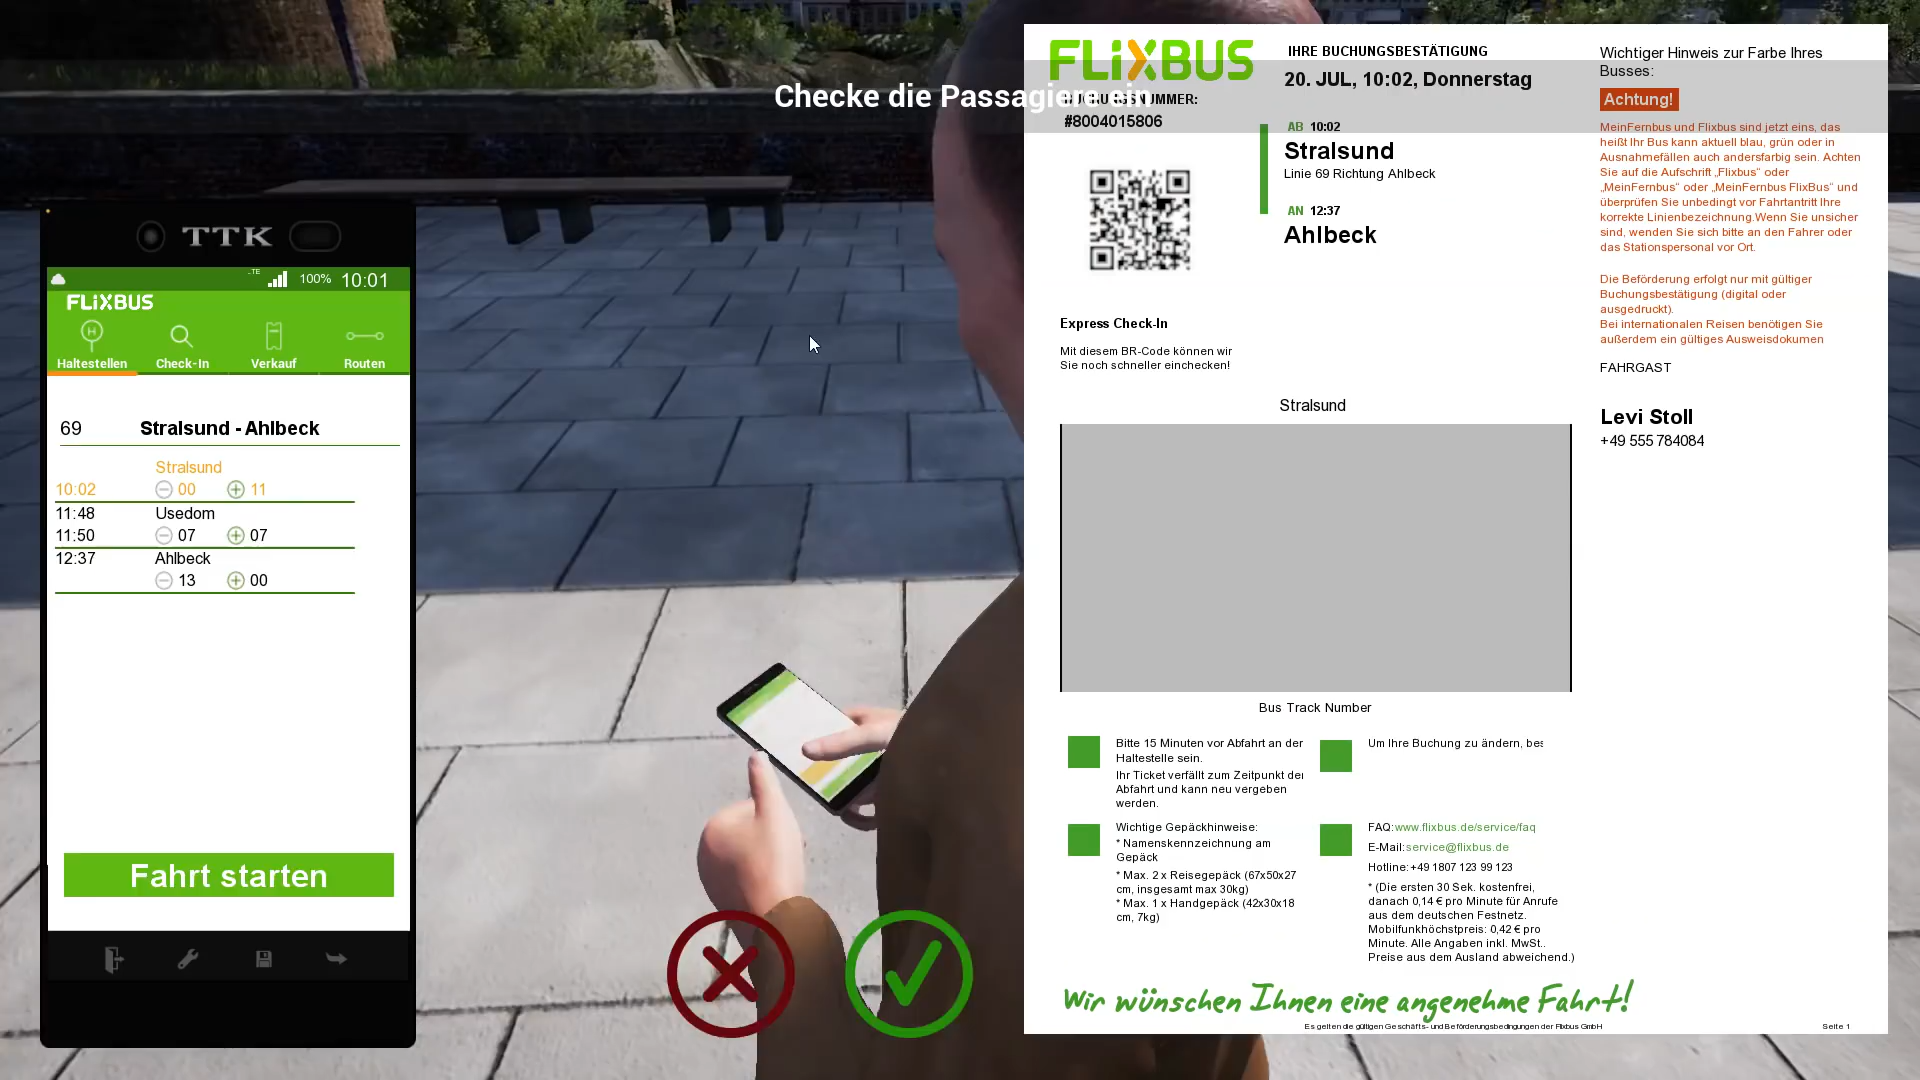 Checke die Passagiere ein
TTK
LTE 100% 10:01
FLiXBUS
Haltestellen Check-In Verkauf Routen
69 Stralsund - Ahlbeck
Stralsund
10:02 00 11
11:48 Usedom
11:50 07 07
12:37 Ahlbeck
13 00
Fahrt starten
FLiXBUS
BUCHUNGSNUMMER:
#8004015806
IHRE BUCHUNGSBESTÄTIGUNG
20. JUL, 10:02, Donnerstag
AB 10:02
Stralsund
Linie 69 Richtung Ahlbeck
AN 12:37
Ahlbeck
Express Check-In
Mit diesem BR-Code können wir
Sie noch schneller einchecken!
Stralsund
Bus Track Number
Bitte 15 Minuten vor Abfahrt an der
Haltestelle sein.
Ihr Ticket verfällt zum Zeitpunkt der
Abfahrt und kann neu vergeben
werden.
Um Ihre Buchung zu ändern, bes
Wichtige Gepäckhinweise:
* Namenskennzeichnung am
Gepäck
* Max. 2 x Reisegepäck (67x50x27
cm, insgesamt max 30kg)
* Max. 1 x Handgepäck (42x30x18
cm, 7kg)
FAQ: www.flixbus.de/service/faq
E-Mail: service@flixbus.de
Hotline: +49 1807 123 99 123
* (Die ersten 30 Sek. kostenfrei,
danach 0,14 € pro Minute für Anrufe
aus dem deutschen Festnetz.
Mobilfunkhöchstpreis: 0,42 € pro
Minute. Alle Angaben inkl. MwSt..
Preise aus dem Ausland abweichend.)
Wichtiger Hinweis zur Farbe Ihres
Busses:
Achtung!
MeinFernbus und Flixbus sind jetzt eins, das
heißt Ihr Bus kann aktuell blau, grün oder in
Ausnahmefällen auch andersfarbig sein. Achten
Sie auf die Aufschrift „Flixbus“ oder
„MeinFernbus“ oder „MeinFernbus FlixBus“ und
überprüfen Sie unbedingt vor Fahrtantritt Ihre
korrekte Linienbezeichnung.Wenn Sie unsicher
sind, wenden Sie sich bitte an den Fahrer oder
das Stationspersonal vor Ort.
Die Beförderung erfolgt nur mit gültiger
Buchungsbestätigung (digital oder
ausgedruckt).
Bei internationalen Reisen benötigen Sie
außerdem ein gültiges Ausweisdokumen
FAHRGAST
Levi Stoll
+49 555 784084
Wir wünschen Ihnen eine angenehme Fahrt!
Es gelten die gültigen Geschäfts- und Beförderungsbedingungen der Flixbus GmbH
Seite 1